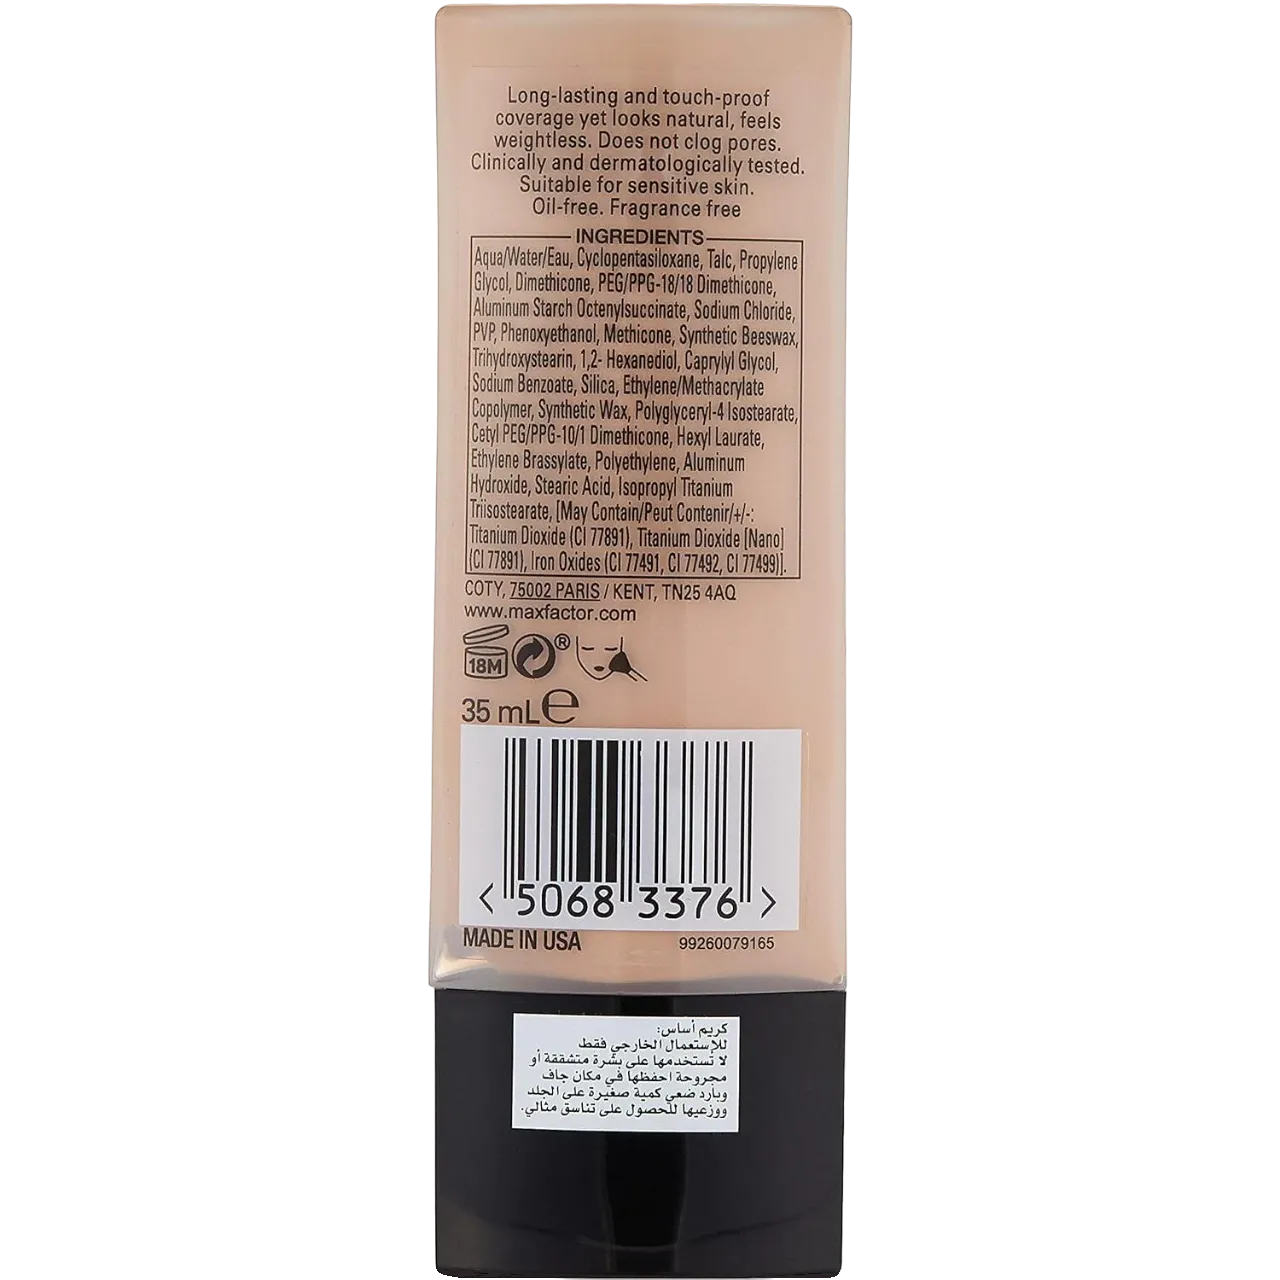 Long-lasting and touch-proof
coverage yet looks natural, feels
weightless. Does not clog pores.
Clinically and dermatologically tested.
Suitable for sensitive skin.
Oil-free. Fragrance free
INGREDIENTS
Aqua/Water/Eau, Cyclopentasiloxane, Talc, Propylene
Glycol, Dimethicone, PEG/PPG-18/18 Dimethicone,
Aluminum Starch Octenylsuccinate, Sodium Chloride,
PVP, Phenoxyethanol, Methicone, Synthetic Beeswax,
Trihydroxystearin, 1,2- Hexanediol, Caprylyl Glycol,
Sodium Benzoate, Silica, Ethylene/Methacrylate
Copolymer, Synthetic Wax, Polyglyceryl-4 Isostearate,
Cetyl PEG/PPG-10/1 Dimethicone, Hexyl Laurate,
Ethylene Brassylate, Polyethylene, Aluminum
Hydroxide, Stearic Acid, Isopropyl Titanium
Triisostearate, [May Contain/Peut Contenir/+/-:
Titanium Dioxide (CI 77891), Titanium Dioxide [Nano]
(CI 77891), Iron Oxides (CI 77491, CI 77492, CI 77499)].
COTY, 75002 PARIS / KENT, TN25 4AQ
www.maxfactor.com
18M ®
35 mL e
< 5068 3376 >
MADE IN USA 99260079165
كريم أساس:
للإستعمال الخارجي فقط
لا تستخدمها على بشرة متشققة أو
مجروحة احفظها في مكان جاف
وبارد ضعي كمية صغيرة على الجلد
ووزعيها للحصول على تناسق مثالي.